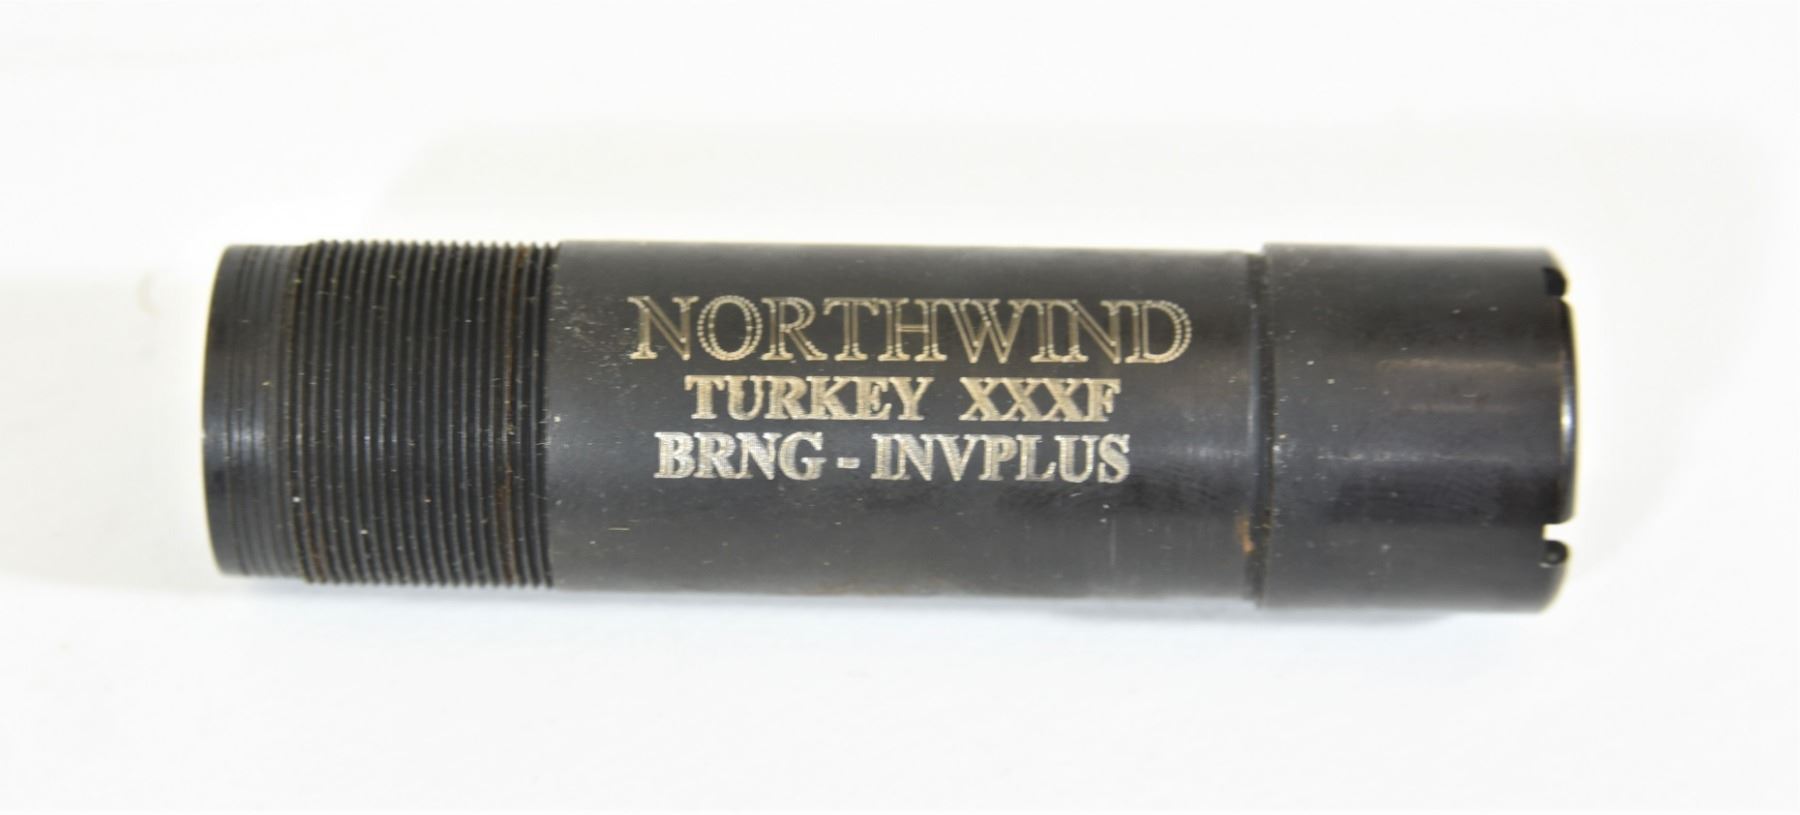 NORTHWIND
TURKEY XXXF
BRNG - INVPLUS